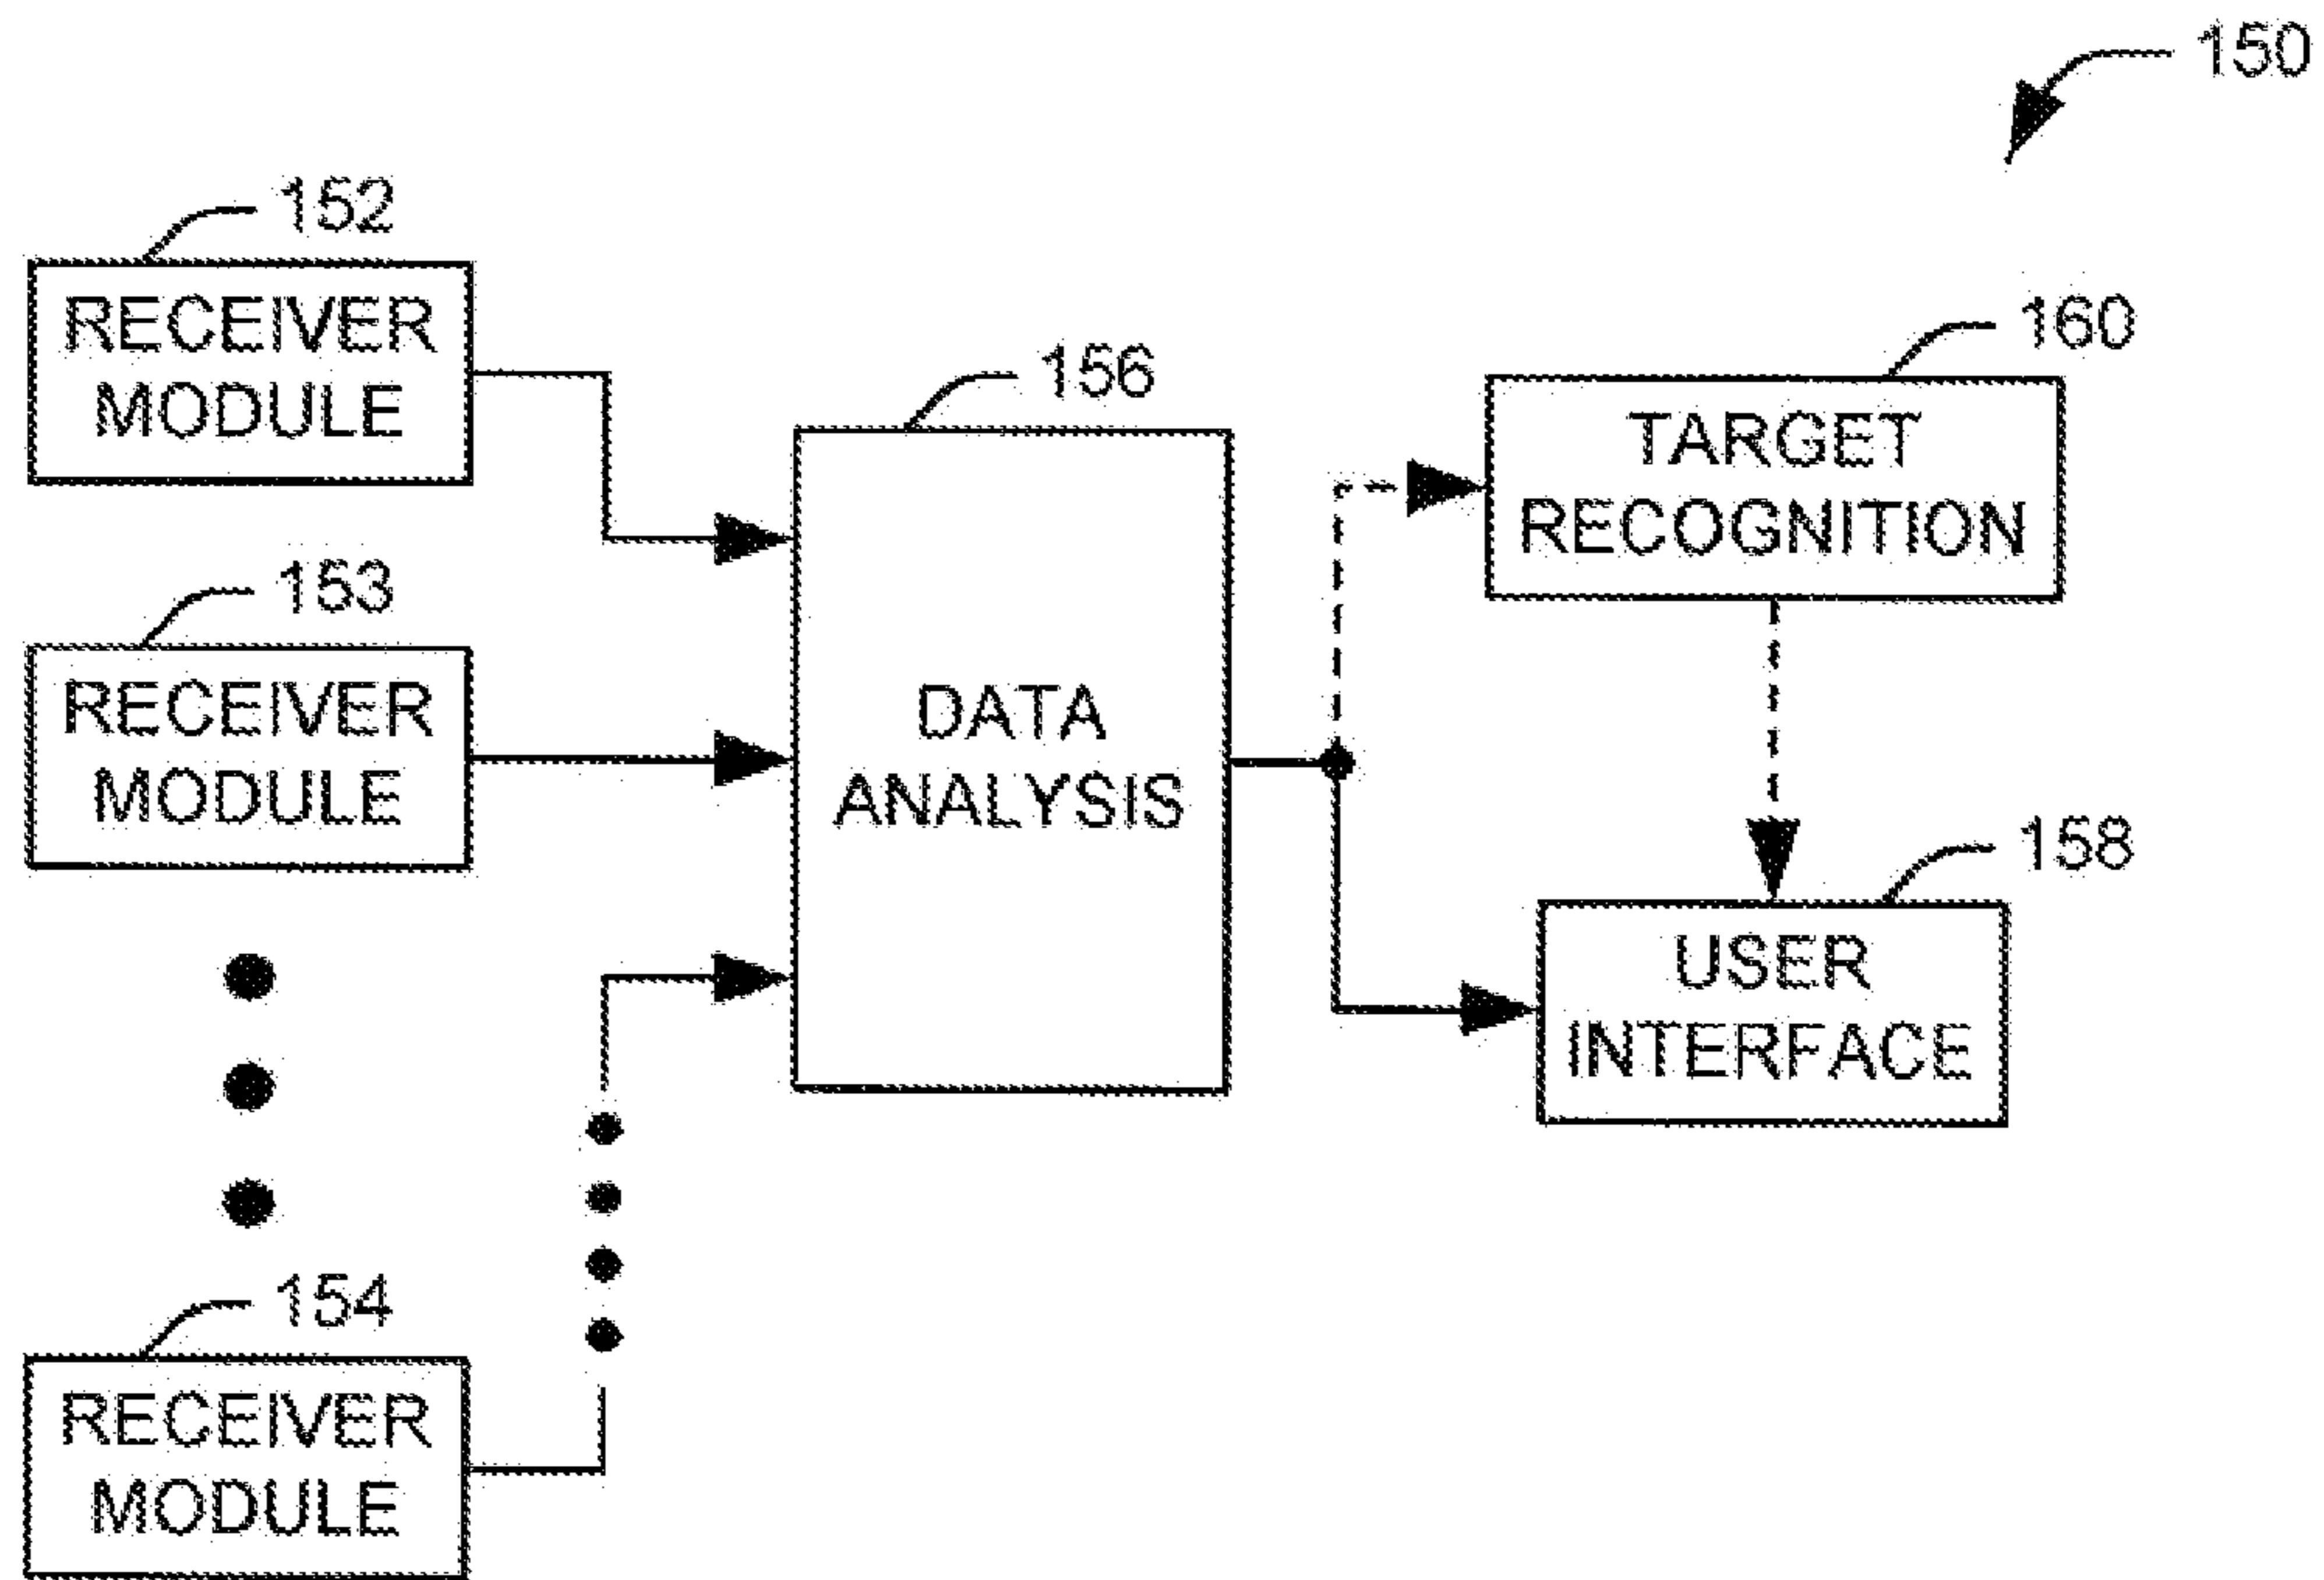 150
152
RECEIVER
MODULE
153
RECEIVER
MODULE
154
RECEIVER
MODULE
156
DATA
ANALYSIS
160
TARGET
RECOGNITION
158
USER
INTERFACE